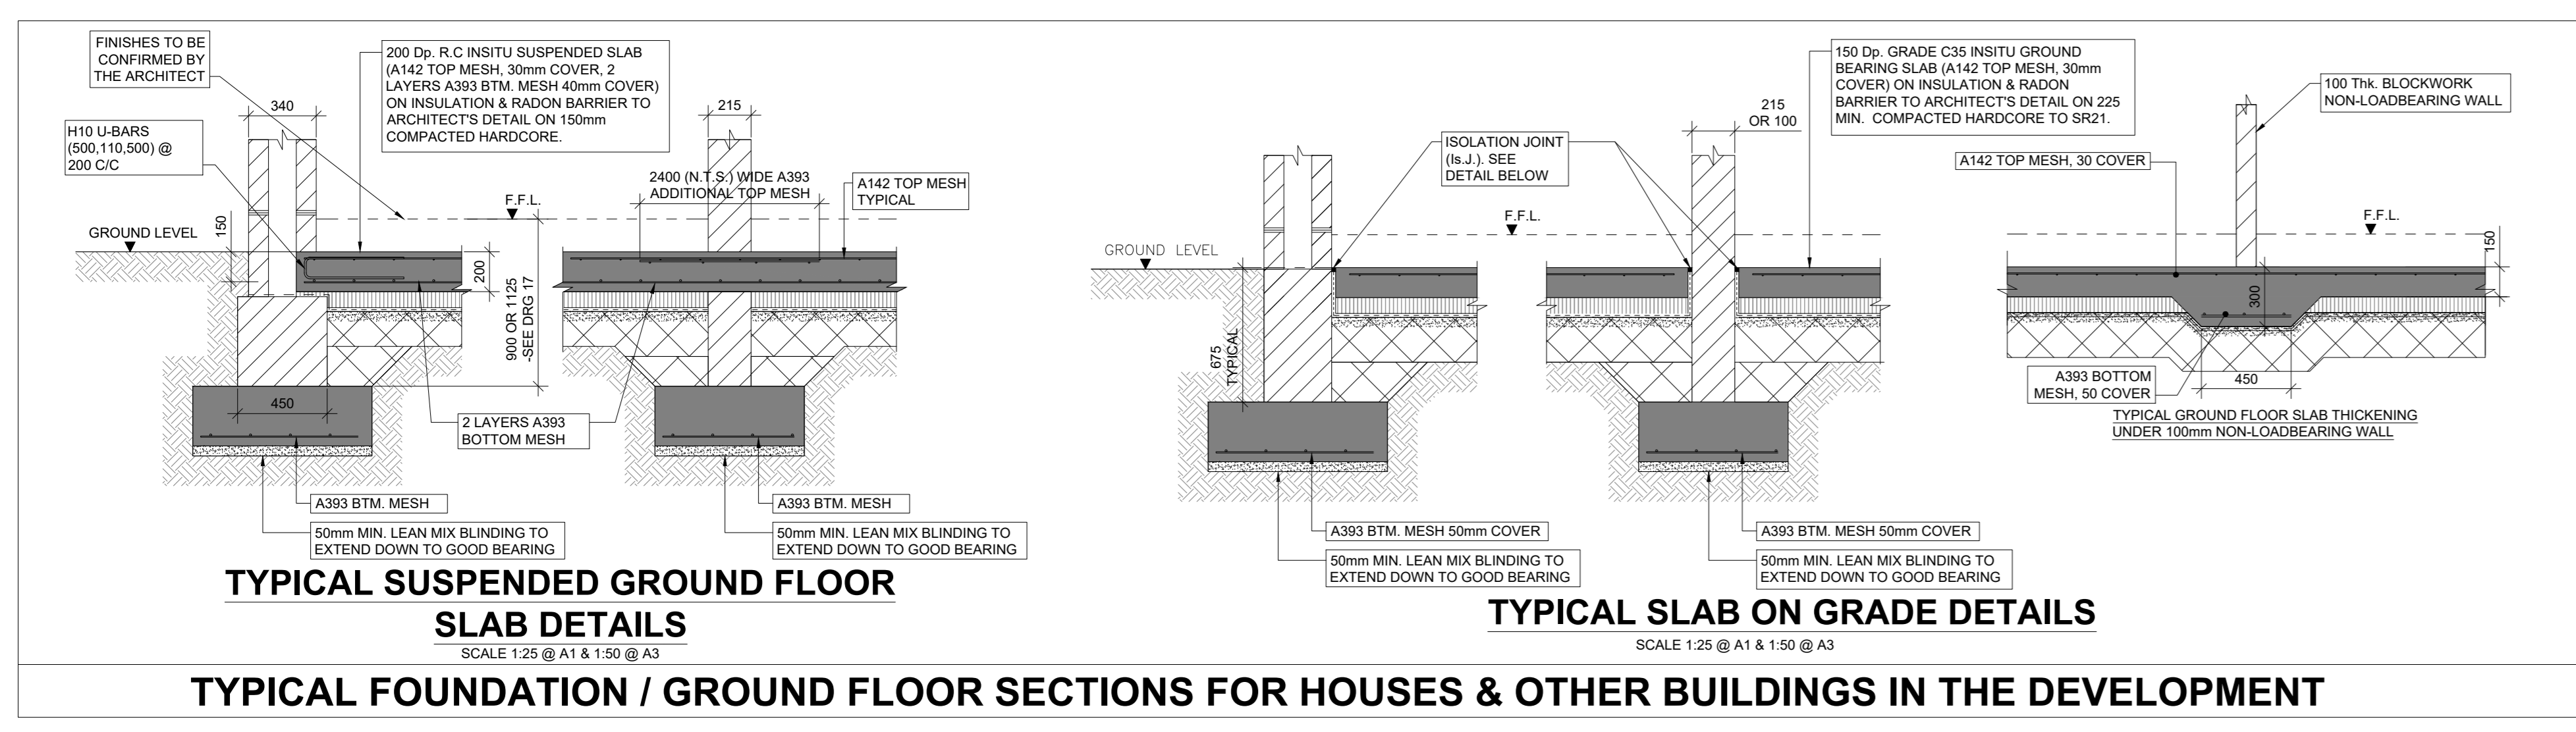 FINISHES TO BE
CONFIRMED BY
THE ARCHITECT
200 Dp. R.C INSITU SUSPENDED SLAB
(A142 TOP MESH, 30mm COVER, 2
LAYERS A393 BTM. MESH 40mm COVER)
ON INSULATION & RADON BARRIER TO
ARCHITECT'S DETAIL ON 150mm
COMPACTED HARDCORE.
340
215
H10 U-BARS
(500,110,500) @
200 C/C
2400 (N.T.S.) WIDE A393
ADDITIONAL TOP MESH
A142 TOP MESH
TYPICAL
F.F.L.
150
GROUND LEVEL
200
900 OR 1125
-SEE DRG 17
450
2 LAYERS A393
BOTTOM MESH
A393 BTM. MESH
A393 BTM. MESH
50mm MIN. LEAN MIX BLINDING TO
EXTEND DOWN TO GOOD BEARING
50mm MIN. LEAN MIX BLINDING TO
EXTEND DOWN TO GOOD BEARING
TYPICAL SUSPENDED GROUND FLOOR
SLAB DETAILS
SCALE 1:25 @ A1 & 1:50 @ A3
150 Dp. GRADE C35 INSITU GROUND
BEARING SLAB (A142 TOP MESH, 30mm
COVER) ON INSULATION & RADON
BARRIER TO ARCHITECT'S DETAIL ON 225
MIN. COMPACTED HARDCORE TO SR21.
100 Thk. BLOCKWORK
NON-LOADBEARING WALL
215
OR 100
ISOLATION JOINT
(Is.J.). SEE
DETAIL BELOW
A142 TOP MESH, 30 COVER
F.F.L.
F.F.L.
GROUND LEVEL
150
300
675
TYPICAL
A393 BOTTOM
MESH, 50 COVER
450
TYPICAL GROUND FLOOR SLAB THICKENING
UNDER 100mm NON-LOADBEARING WALL
A393 BTM. MESH 50mm COVER
A393 BTM. MESH 50mm COVER
50mm MIN. LEAN MIX BLINDING TO
EXTEND DOWN TO GOOD BEARING
50mm MIN. LEAN MIX BLINDING TO
EXTEND DOWN TO GOOD BEARING
TYPICAL SLAB ON GRADE DETAILS
SCALE 1:25 @ A1 & 1:50 @ A3
TYPICAL FOUNDATION / GROUND FLOOR SECTIONS FOR HOUSES & OTHER BUILDINGS IN THE DEVELOPMENT